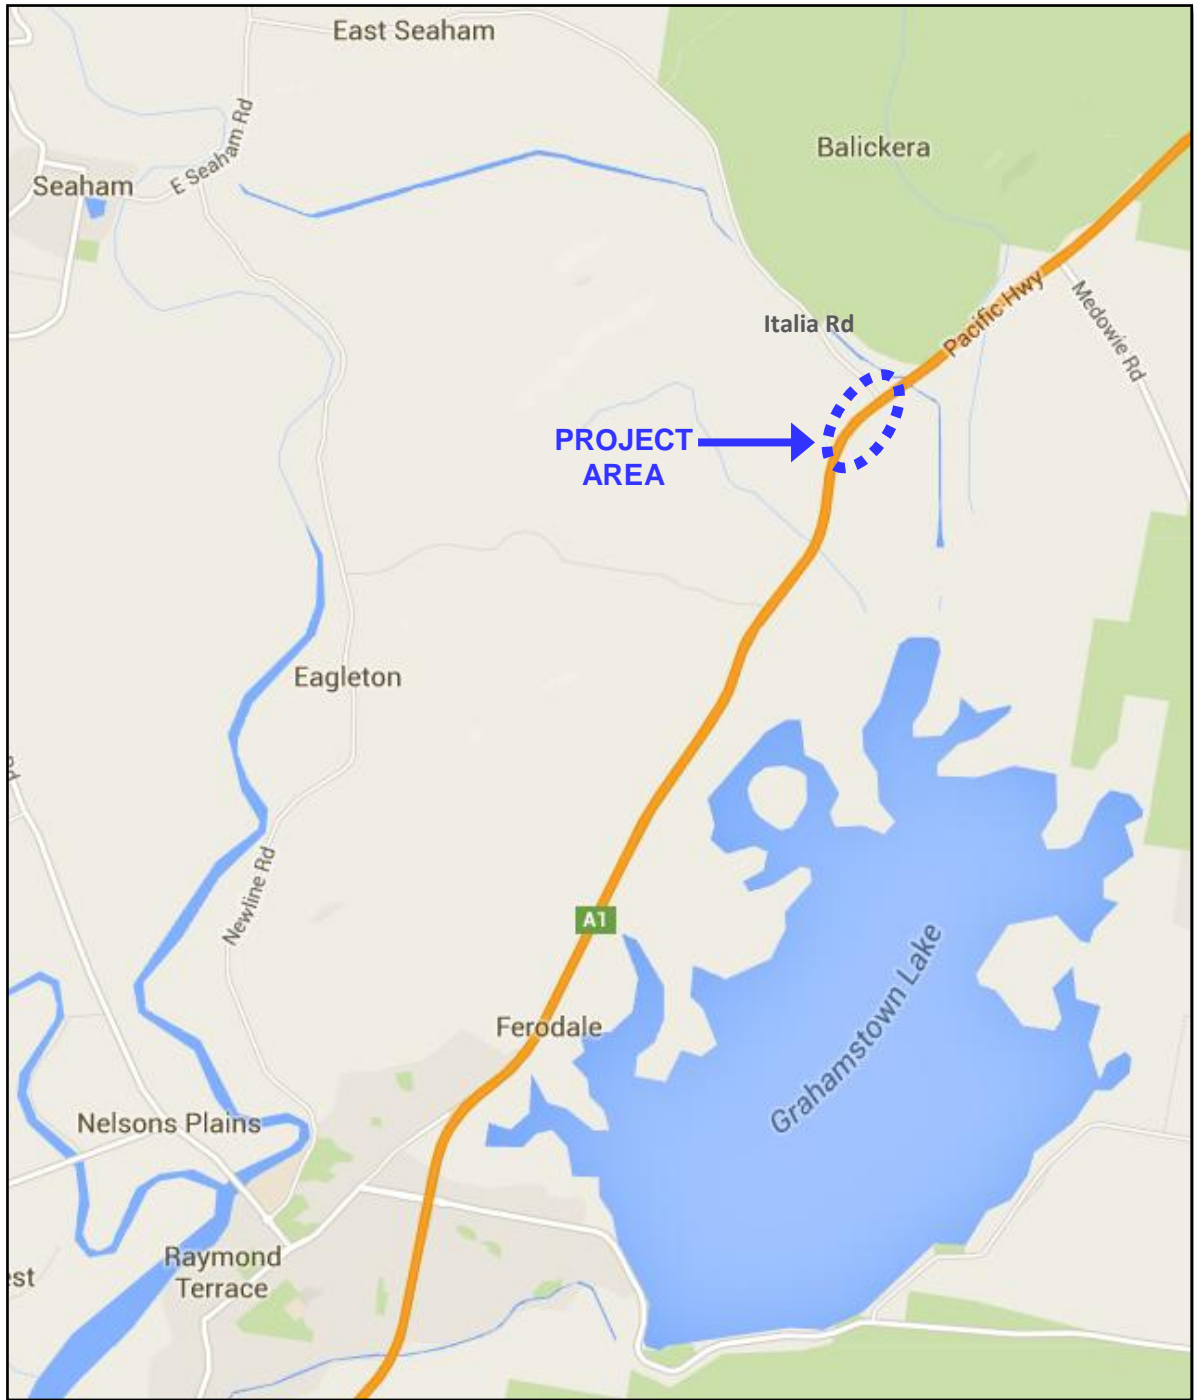 East Seaham
Balickera
E Seaham Rd
Seaham
Pacific Hwy
Medowie Rd
Italia Rd
PROJECT
AREA
Eagleton
Newline Rd
A1
Grahamstown Lake
Ferodale
Nelsons Plains
Raymond
Terrace
est